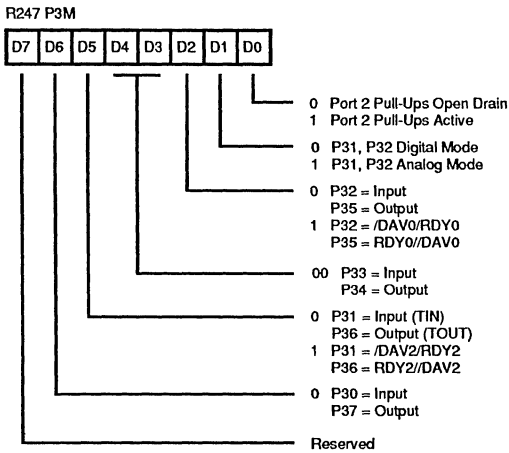 R247 P3M
D7 D6 D5 D4 D3 D2 D1 D0
0 Port 2 Pull-Ups Open Drain
1 Port 2 Pull-Ups Active
0 P31, P32 Digital Mode
1 P31, P32 Analog Mode
0 P32 = Input
P35 = Output
1 P32 = /DAV0/RDY0
P35 = RDY0//DAV0
00 P33 = Input
P34 = Output
0 P31 = Input (TIN)
P36 = Output (TOUT)
1 P31 = /DAV2/RDY2
P36 = RDY2//DAV2
0 P30 = Input
P37 = Output
Reserved